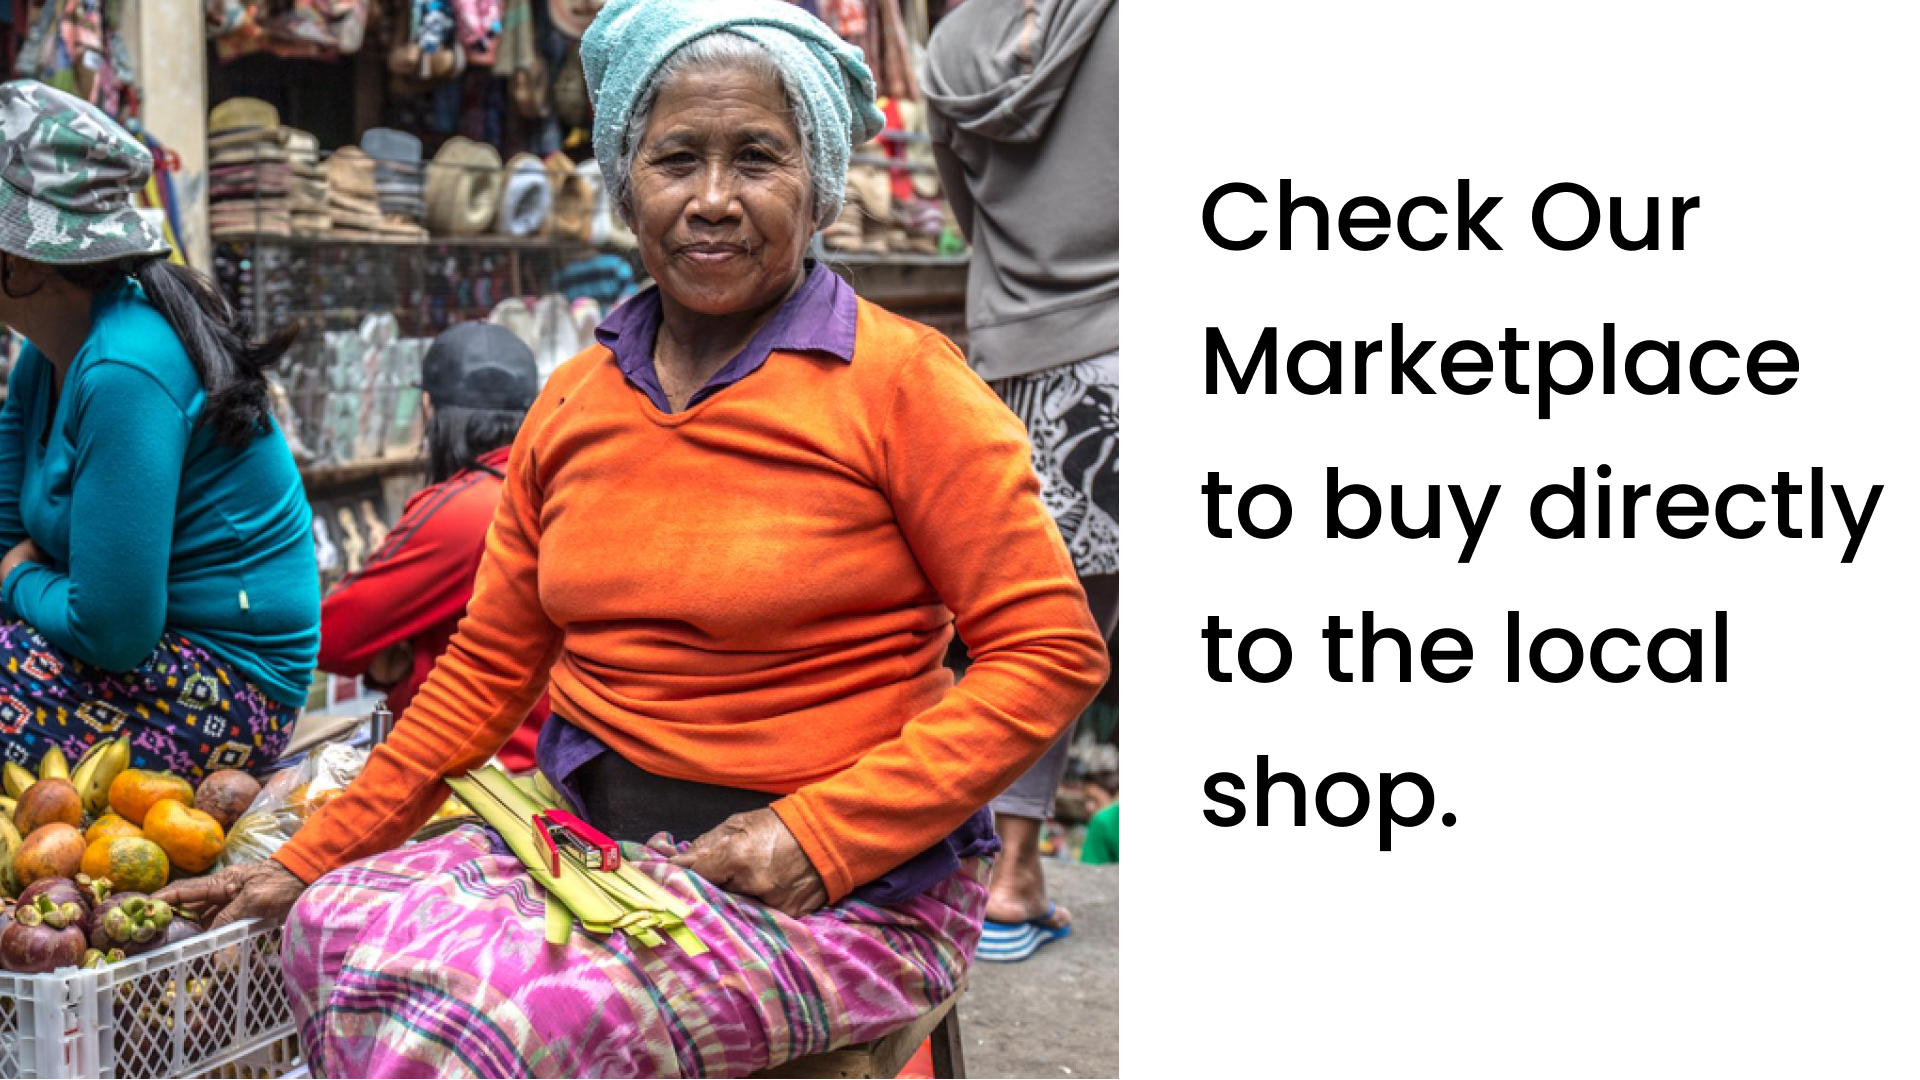 Check Our
Marketplace
to buy directly
to the local
shop.